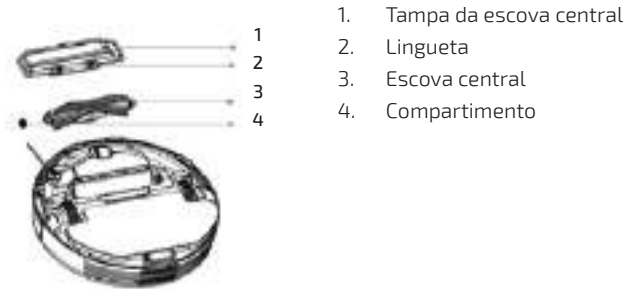 1
2
3
4
1. Tampa da escova central
2. Lingueta
3. Escova central
4. Compartimento